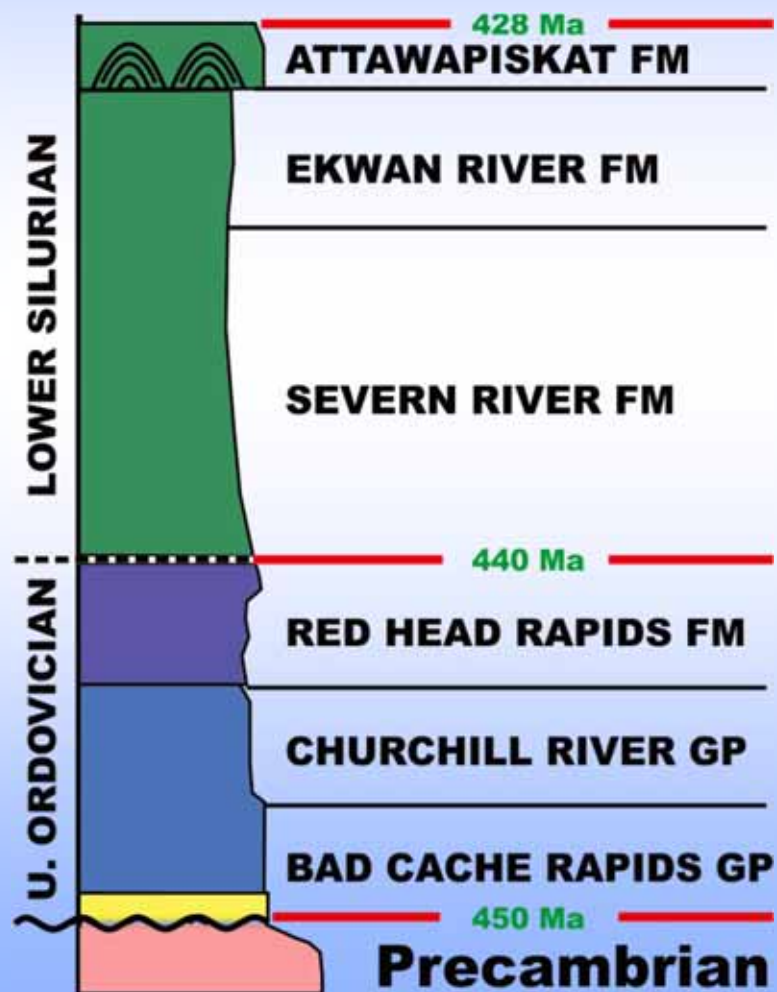 428 Ma
ATTAWAPISKAT FM
EKWAN RIVER FM
LOWER SILURIAN
SEVERN RIVER FM
440 Ma
RED HEAD RAPIDS FM
U. ORDOVICIAN
CHURCHILL RIVER GP
BAD CACHE RAPIDS GP
450 Ma
Precambrian